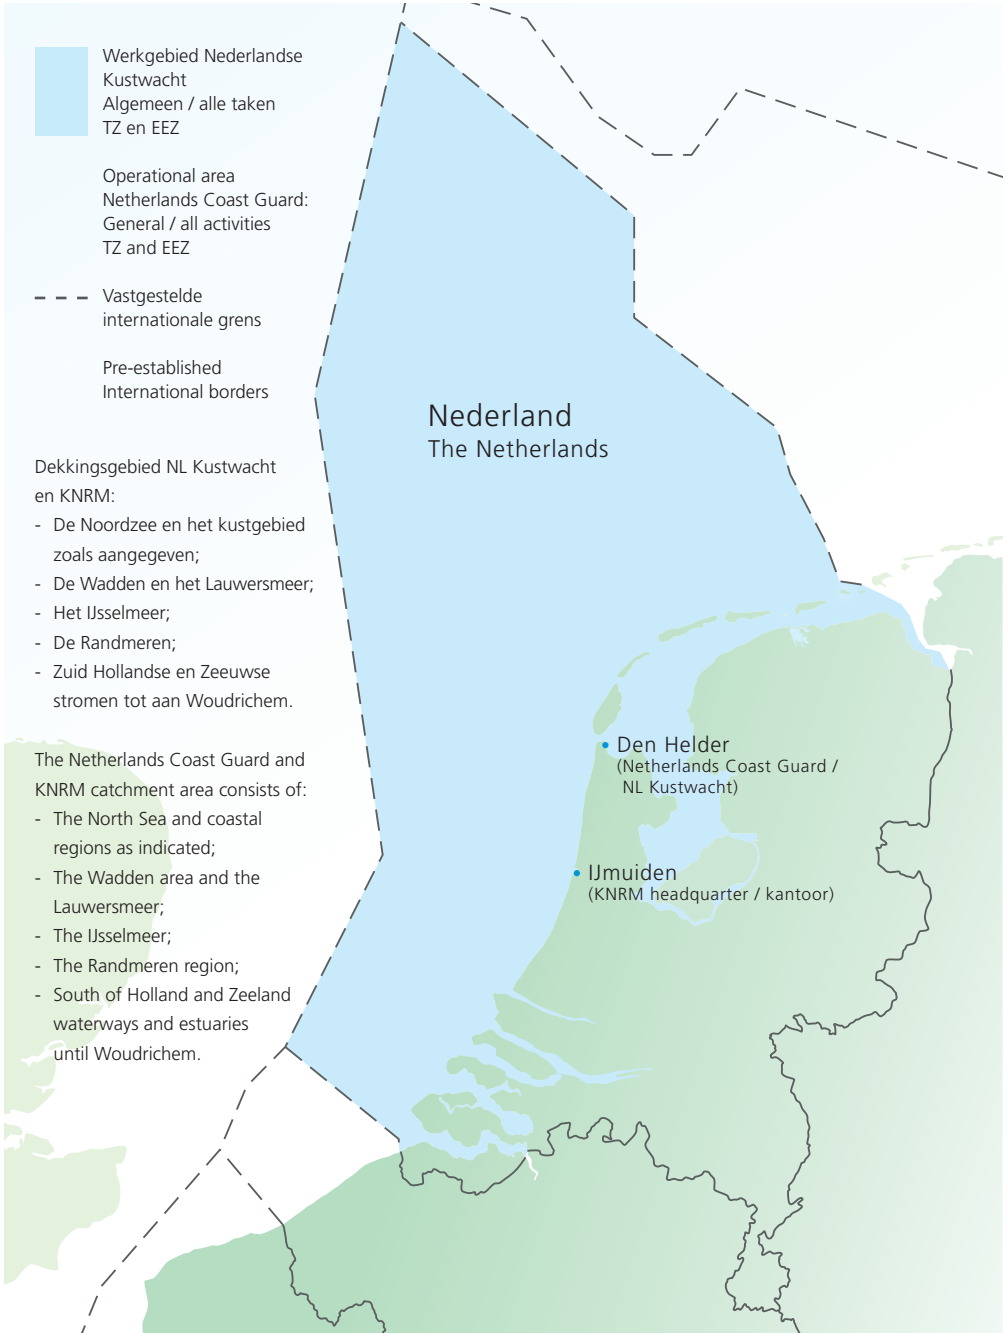 Werkgebied Nederlandse
Kustwacht
Algemeen / alle taken
TZ en EEZ
Operational area
Netherlands Coast Guard:
General / all activities
TZ and EEZ
Vastgestelde
internationale grens
Pre-established
International borders
Dekkingsgebied NL Kustwacht
en KNRM:
- De Noordzee en het kustgebied
zoals aangegeven;
- De Wadden en het Lauwersmeer;
- Het IJsselmeer;
- De Randmeren;
- Zuid Hollandse en Zeeuwse
stromen tot aan Woudrichem.
The Netherlands Coast Guard and
KNRM catchment area consists of:
- The North Sea and coastal
regions as indicated;
- The Wadden area and the
Lauwersmeer;
- The IJsselmeer;
- The Randmeren region;
- South of Holland and Zeeland
waterways and estuaries
until Woudrichem.
Nederland
The Netherlands
Den Helder
(Netherlands Coast Guard /
NL Kustwacht)
IJmuiden
(KNRM headquarter / kantoor)